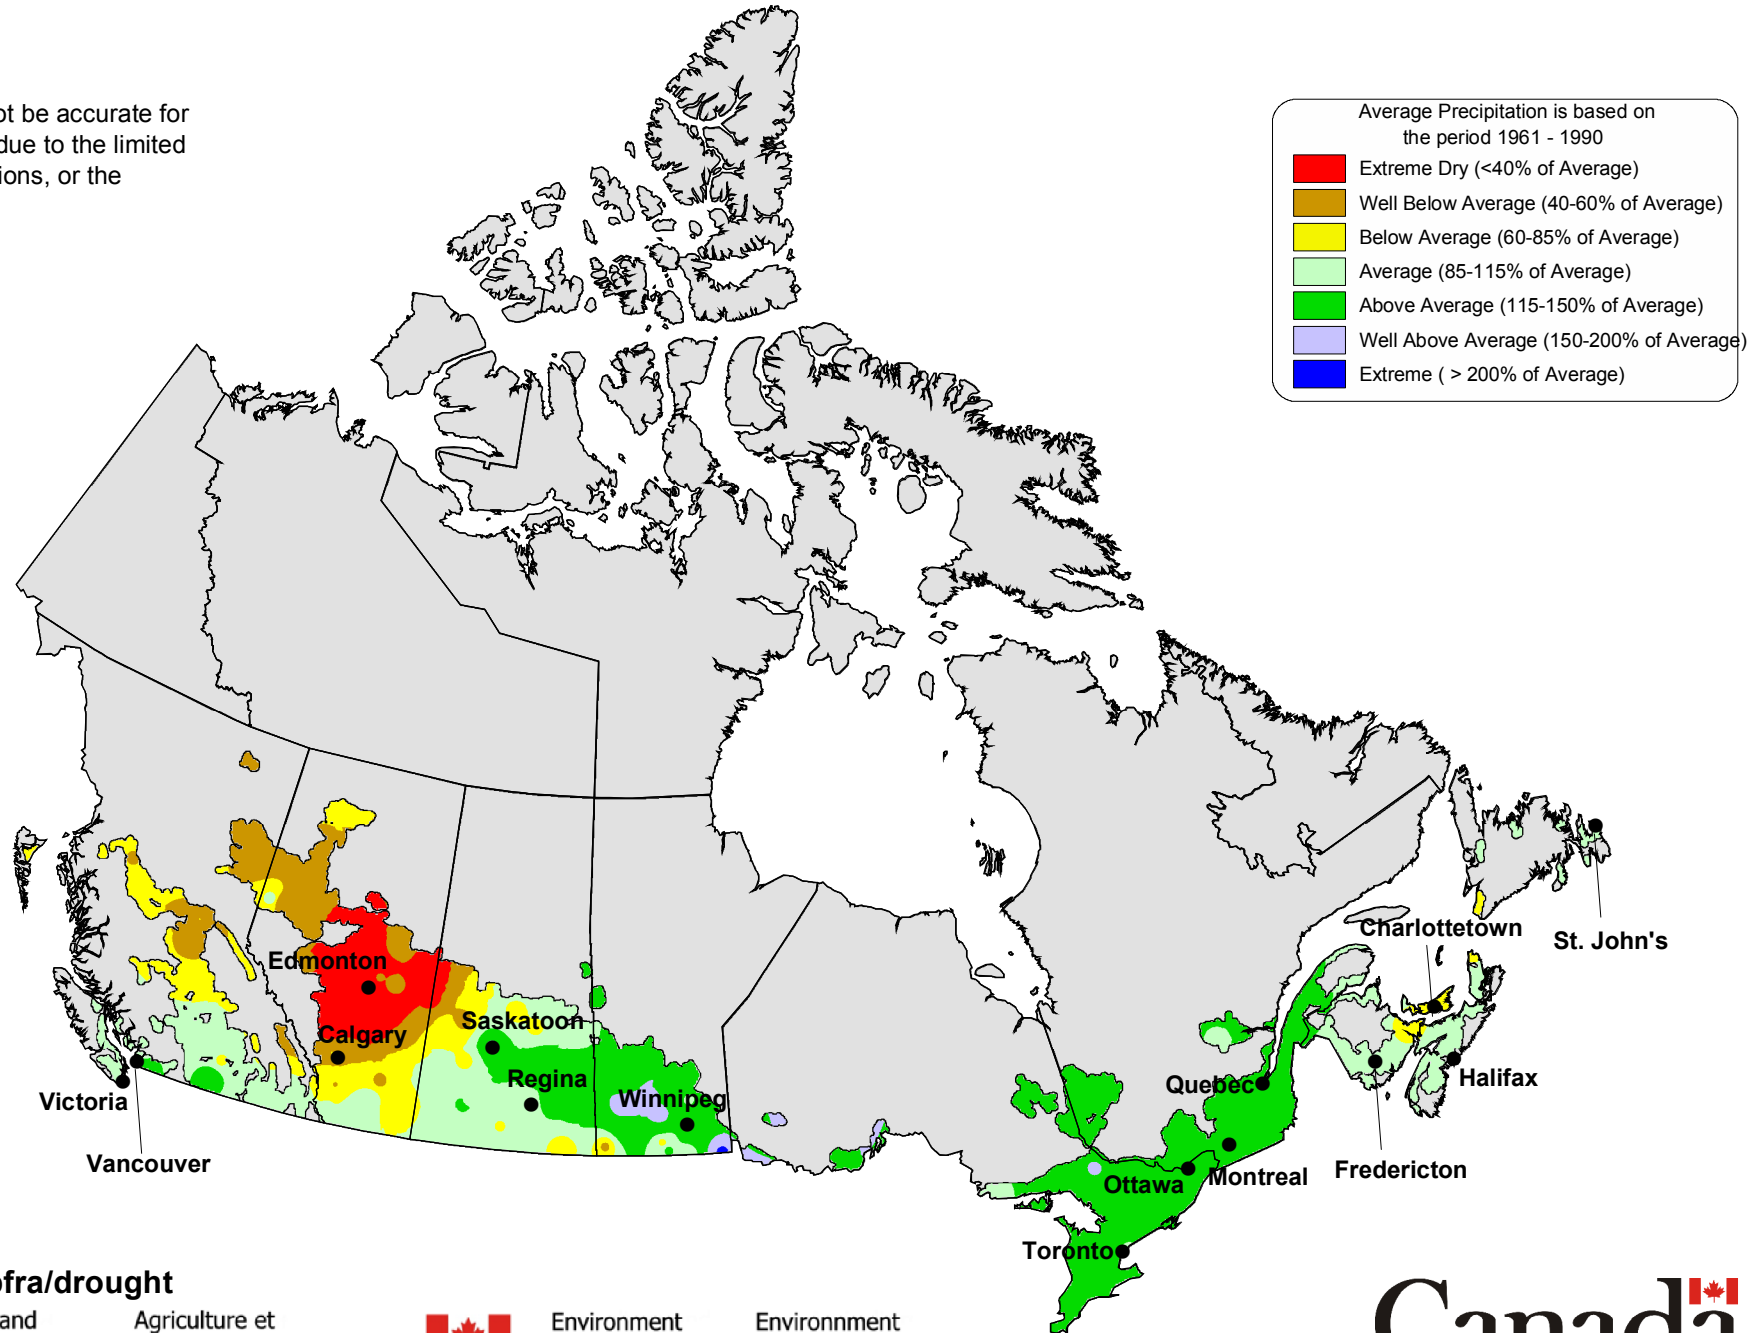 ot be accurate for
due to the limited
ions, or the
Average Precipitation is based on
the period 1961 - 1990
Extreme Dry (<40% of Average)
Well Below Average (40-60% of Average)
Below Average (60-85% of Average)
Average (85-115% of Average)
Above Average (115-150% of Average)
Well Above Average (150-200% of Average)
Extreme ( > 200% of Average)
Charlottetown
St. John's
Edmonton
Saskatoon
Calgary
Regina
Winnipeg
Quebec
Halifax
Victoria
Vancouver
Montreal
Fredericton
Ottawa
Toronto
ofra/drought
and
Agriculture et
Environment
Environnment
Canada